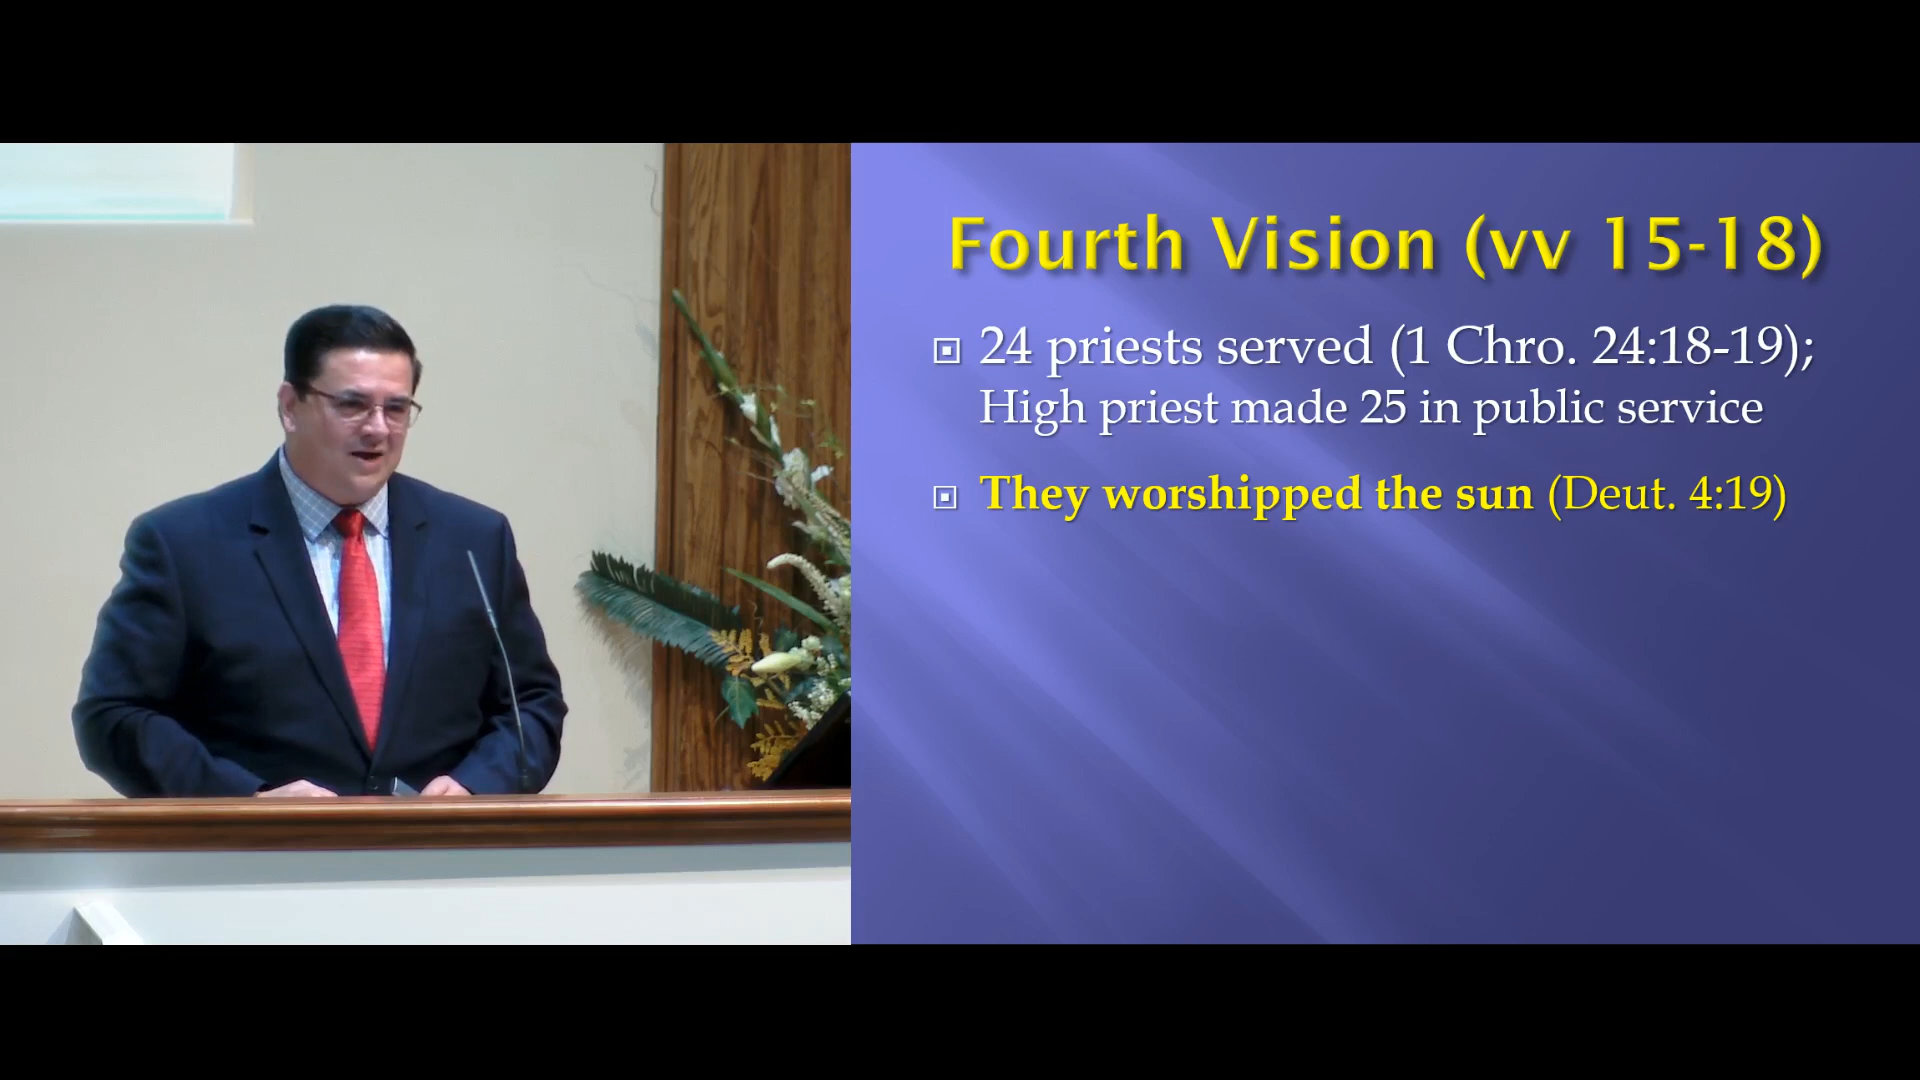 Fourth Vision (vv 15-18)
24 priests served (1 Chro. 24:18-19);
High priest made 25 in public service
They worshipped the sun (Deut. 4:19)